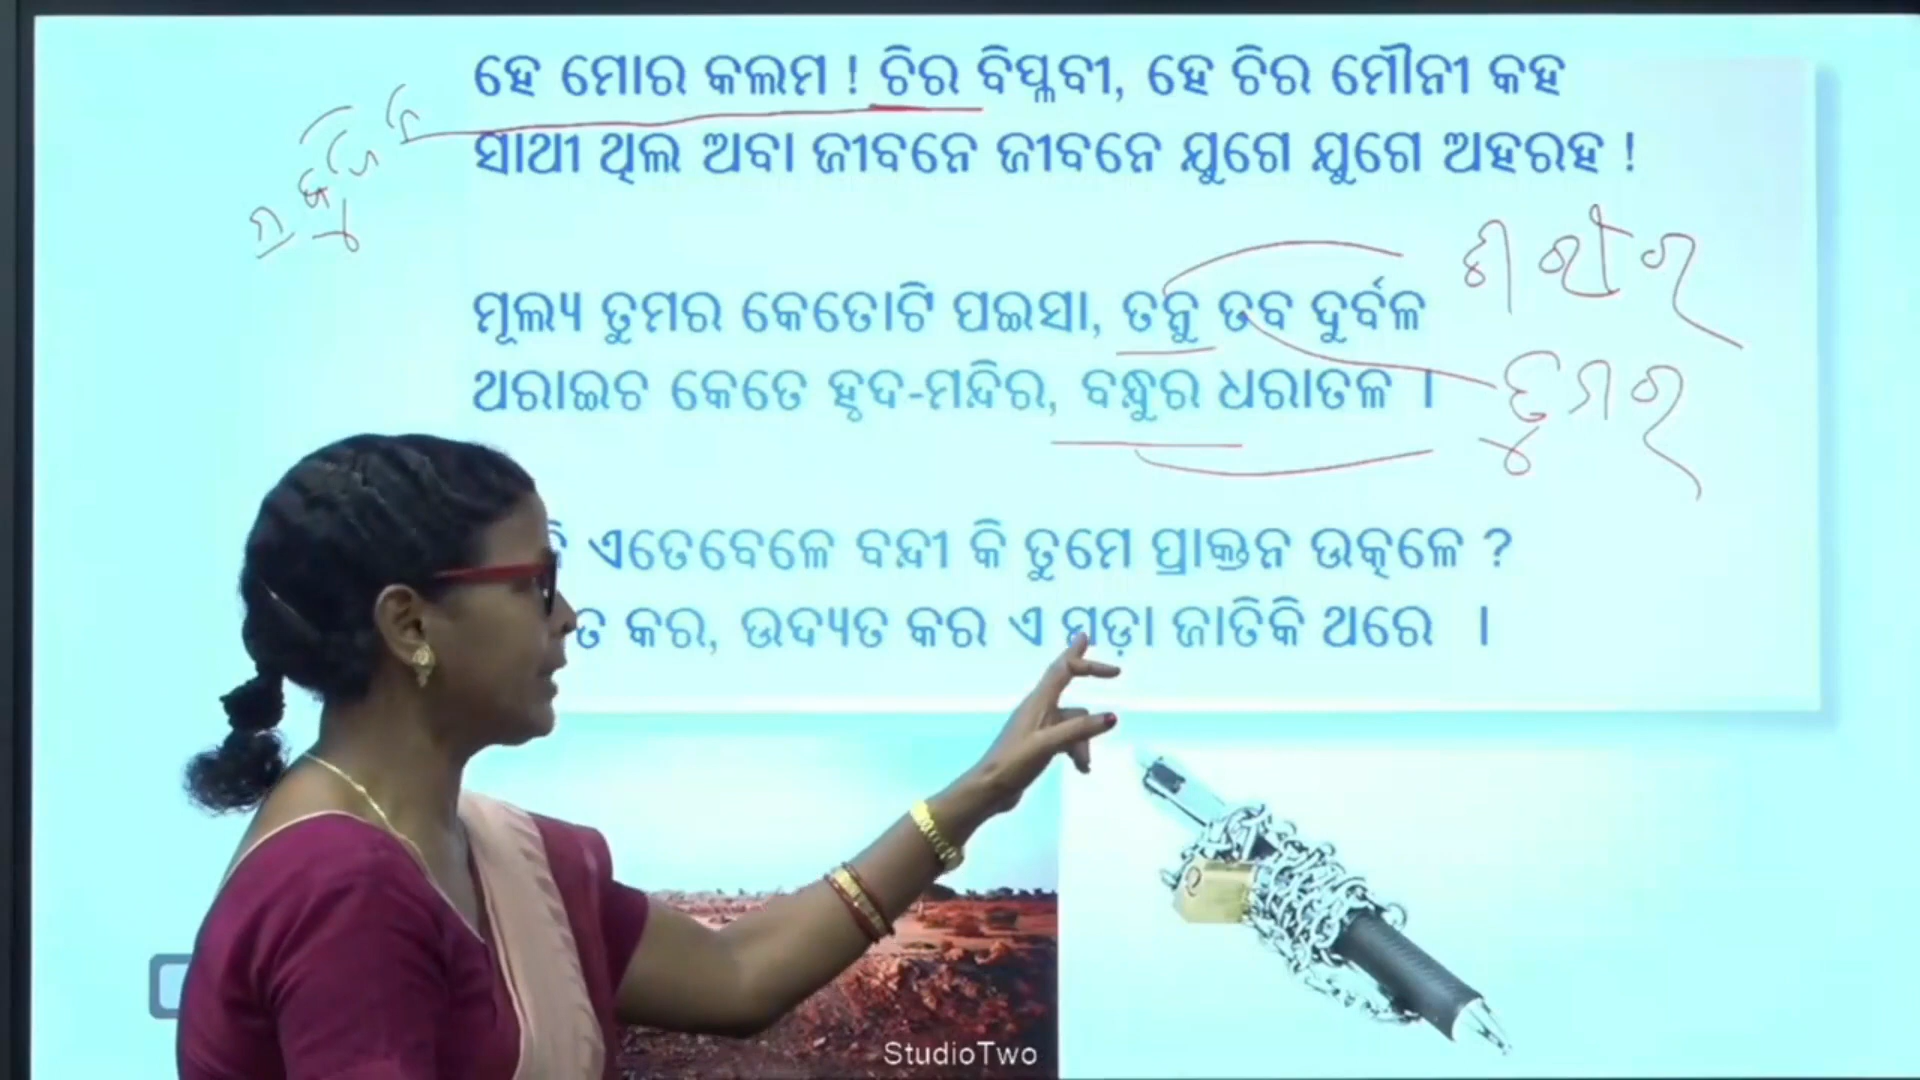 ହେ ମୋର କଲମ ! ଚିର ବିପ୍ଳବୀ, ହେ ଚିର ମୌନୀ କହ
ସାଥୀ ଥିଲ ଅବା ଜୀବନେ ଜୀବନେ ଯୁଗେ ଯୁଗେ ଅହରହ !
ଶରୀର
ମୂଲ୍ୟ ତୁମର କେତୋଟି ପଇସା, ତନୁ ତବ ଦୁର୍ବଳ
ତୁମର
ଥରାଇଚ କେତେ ହୃଦ-ମନ୍ଦିର, ବନ୍ଧୁର ଧରାତଳ ।
ଏତେବେଳେ ବନ୍ଦୀ କି ତୁମେ ପ୍ରାକ୍ତନ ଉତ୍କଳେ ?
କର, ଉଦ୍ୟତ କର ଏ ମଡ଼ା ଜାତିକି ଥରେ ।
StudioTwo